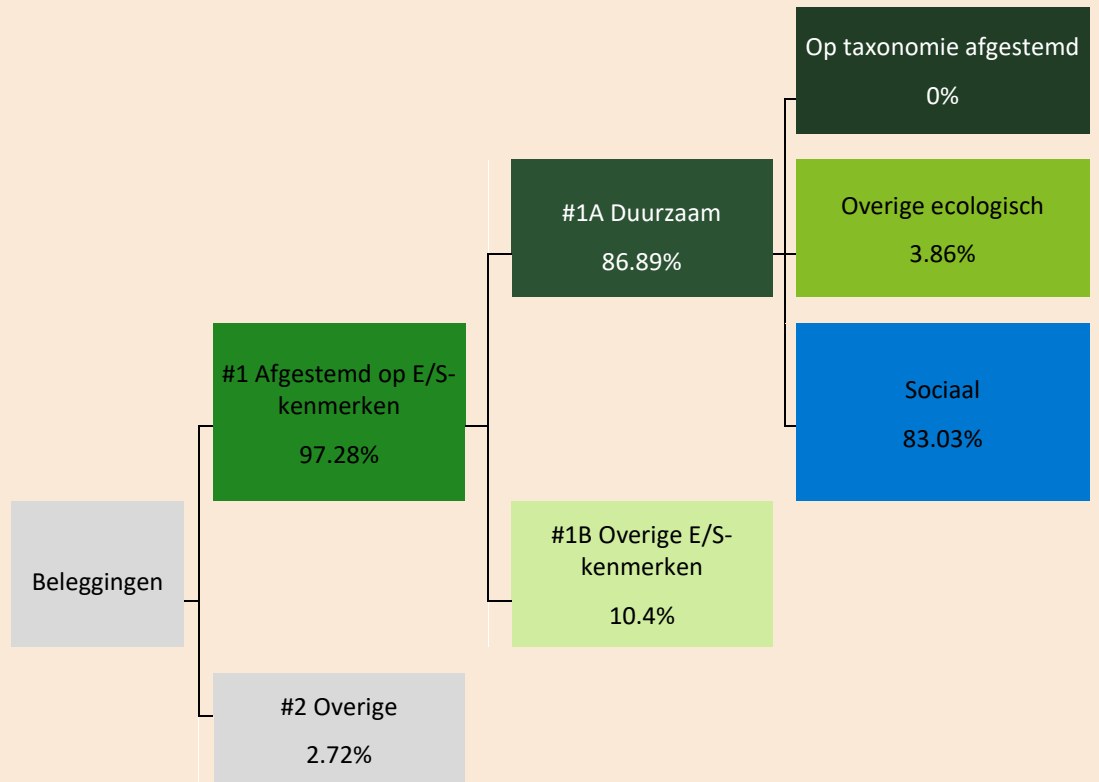 Op taxonomie afgestemd
0%
#1A Duurzaam
86.89%
Overige ecologisch
3.86%
#1 Afgestemd op E/S-
kenmerken
97.28%
Sociaal
83.03%
Beleggingen
#1B Overige E/S-
kenmerken
10.4%
#2 Overige
2.72%